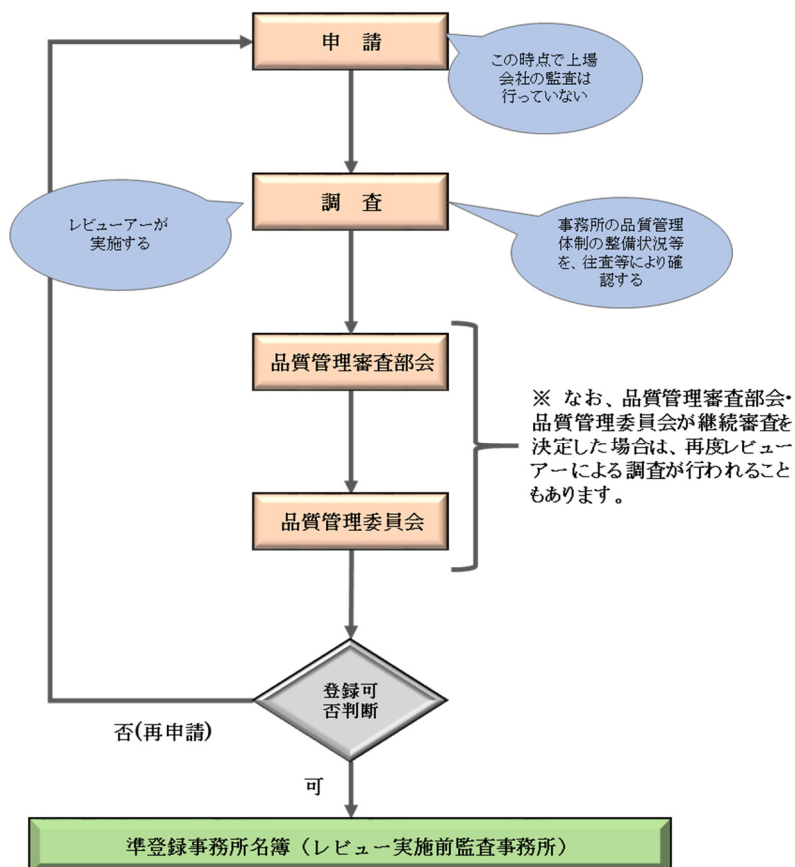 申　請
この時点で上場
会社の監査は
行っていない
調　査
レビューアーが
実施する
事務所の品質管理
体制の整備状況等
を、往査等により確
認する
品質管理審査部会
※ なお、品質管理審査部会・
品質管理委員会が継続審査を
決定した場合は、再度レビュー
アーによる調査が行われること
もあります。
品質管理委員会
登録可
否判断
否(再申請)
可
準登録事務所名簿（レビュー実施前監査事務所）